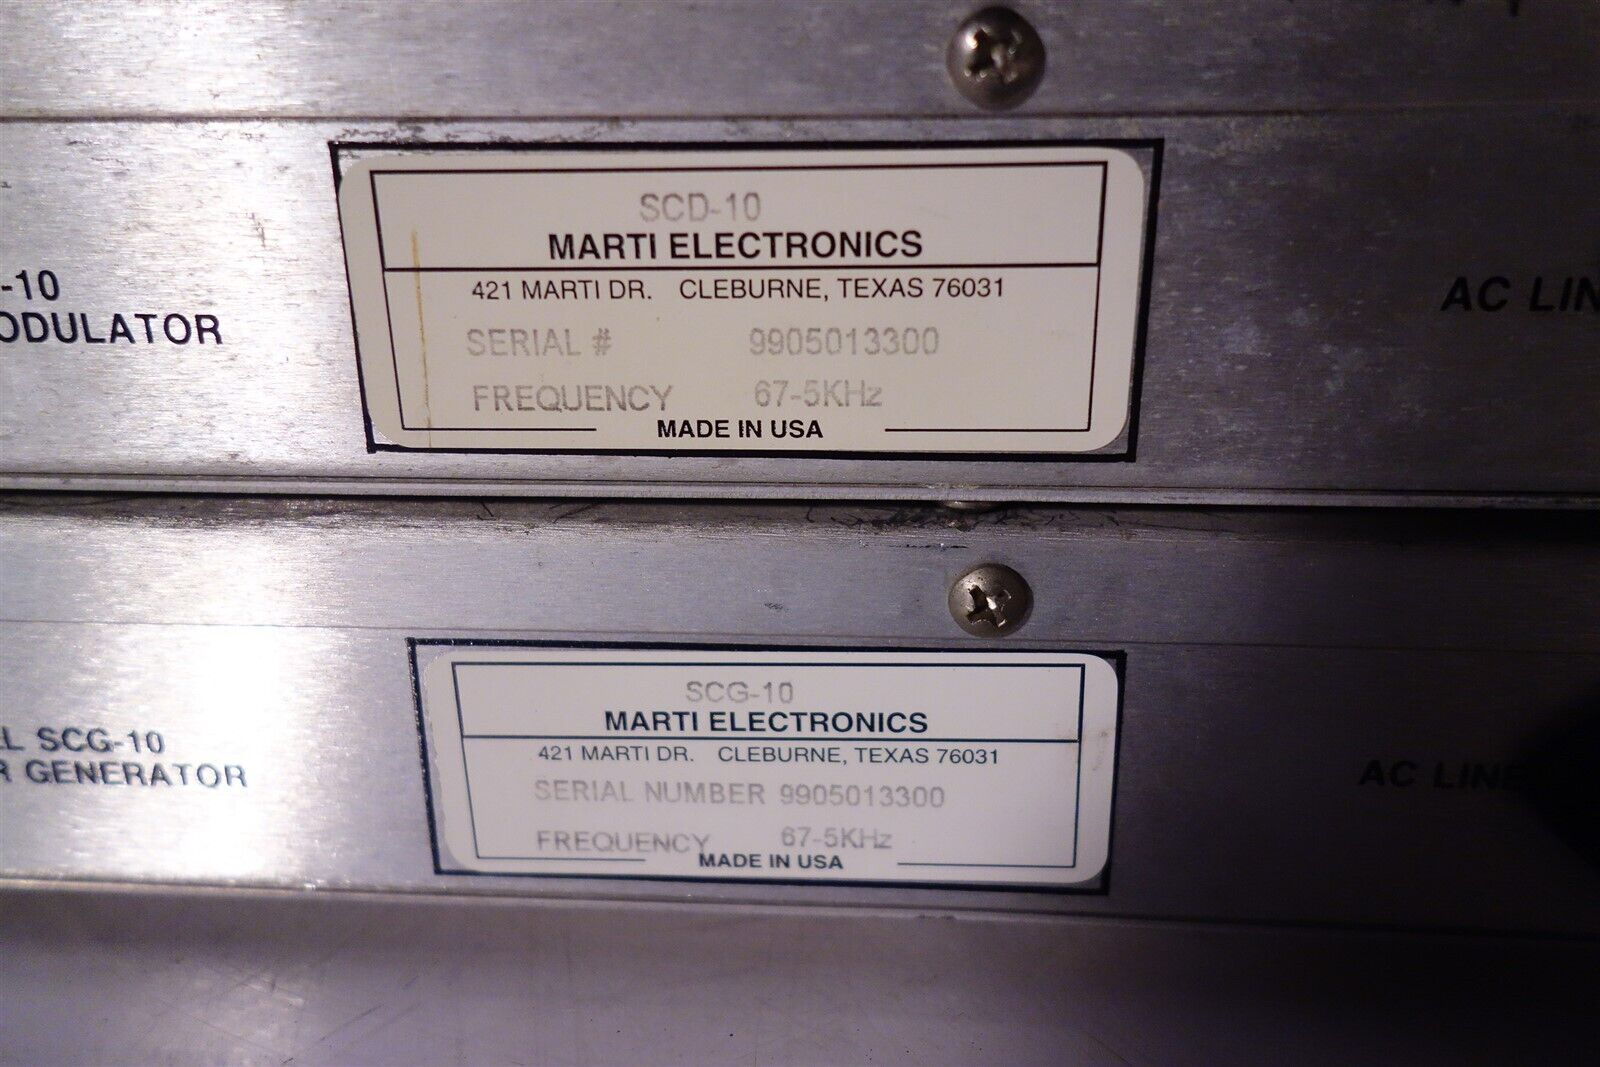 SCD-10
MARTI ELECTRONICS
421 MARTI DR. CLEBURNE, TEXAS 76031
SERIAL # 9905013300
FREQUENCY 67-5KHz
MADE IN USA
-10
ODULATOR
AC LIN
SCG-10
MARTI ELECTRONICS
421 MARTI DR. CLEBURNE, TEXAS 76031
SERIAL NUMBER 9905013300
FREQUENCY 67-5KHz
MADE IN USA
L SCG-10
R GENERATOR
AC LINE